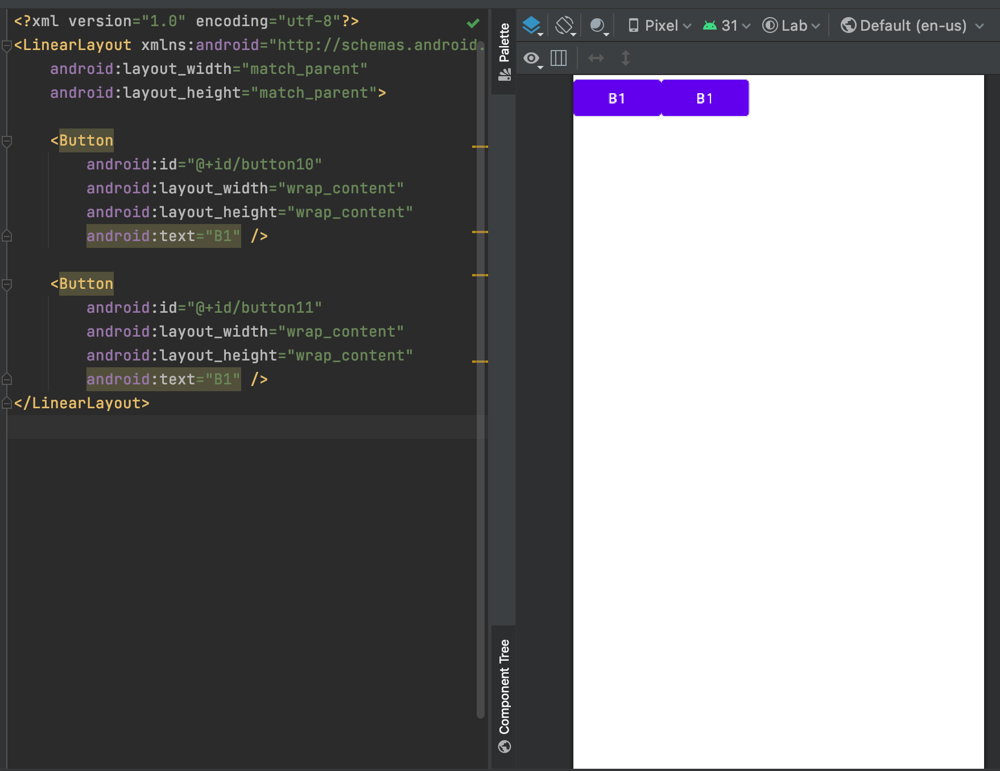 <?xml version="1.0" encoding="utf-8"?>
<LinearLayout xmlns:android="http://schemas.android.
android:layout_width="match_parent"
android:layout_height="match_parent">
<Button
android:id="@+id/button10"
android:layout_width="wrap_content"
android:layout_height="wrap_content"
android:text="B1" />
<Button
android:id="@+id/button11"
android:layout_width="wrap_content"
android:layout_height="wrap_content"
android:text="B1" />
</LinearLayout>
Palette
Component Tree
Pixel 31 Lab Default (en-us)
B1 B1